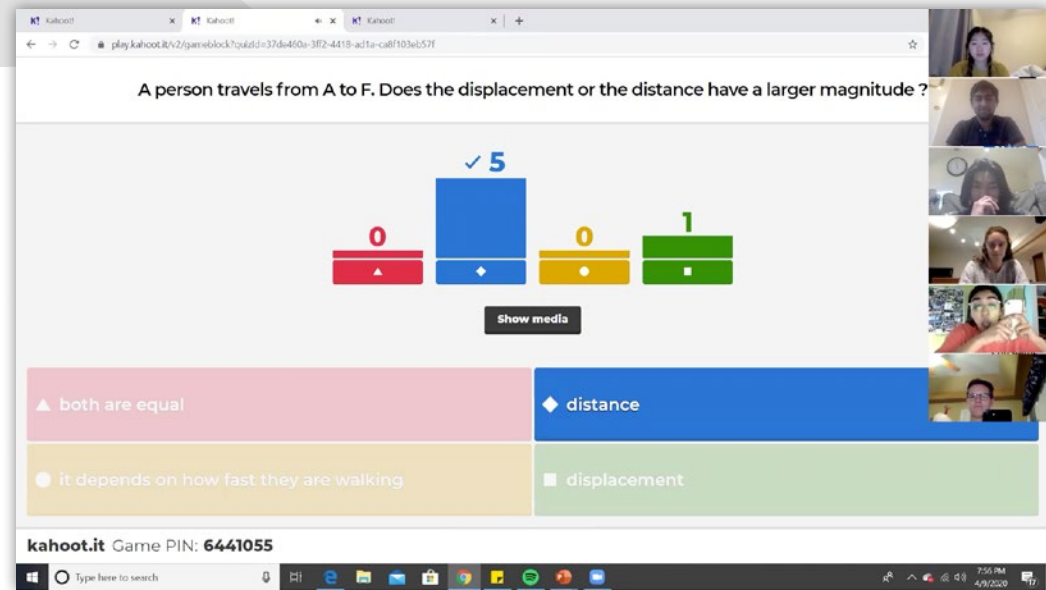 K! Kahoot! × K! Kahoot! × K! Kahoot! × +
play.kahoot.it/v2/gameblock?quizId=37de460a-3ff2-4418-ad1a-ca8f103eb57f
A person travels from A to F. Does the displacement or the distance have a larger magnitude ?
✓ 5
0
0
1
Show media
both are equal
distance
it depends on how fast they are walking
displacement
kahoot.it Game PIN: 6441055
Type here to search
7:56 PM
4/9/2020